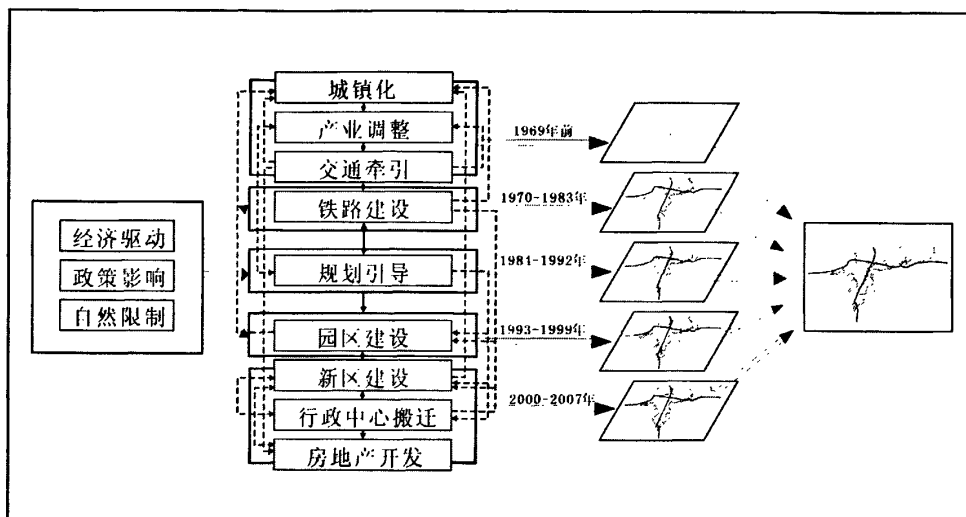 经济驱动
政策影响
自然限制
城镇化
产业调整
交通牵引
铁路建设
规划引导
园区建设
新区建设
行政中心搬迁
房地产开发
1969年前
1970-1983年
1981-1992年
1993-1999年
2000-2007年